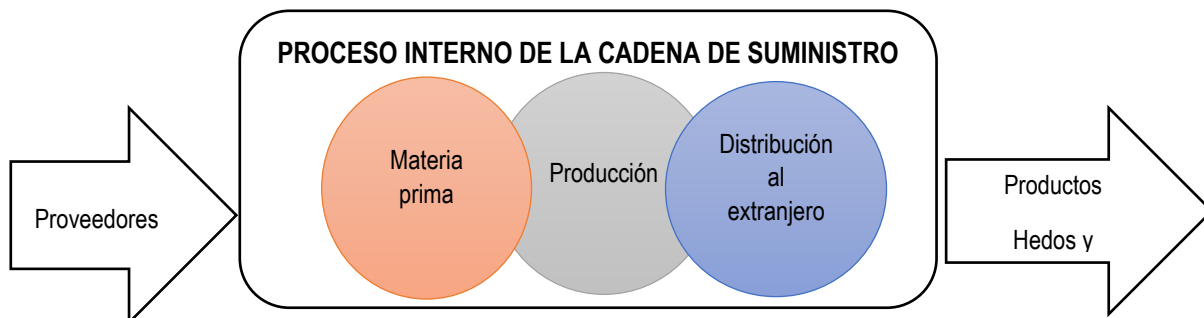 PROCESO INTERNO DE LA CADENA DE SUMINISTRO
Proveedores
Materia
prima
Producción
Distribución
al
extranjero
Productos
Hedos y